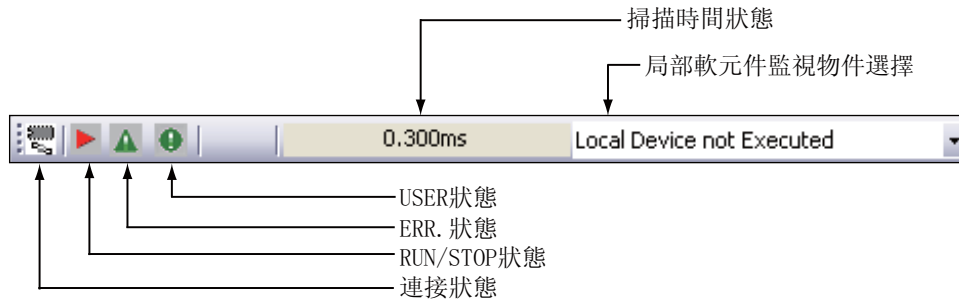 掃描時間狀態
局部軟元件監視物件選擇
0.300ms
Local Device not Executed
USER狀態
ERR. 狀態
RUN/STOP狀態
連接狀態